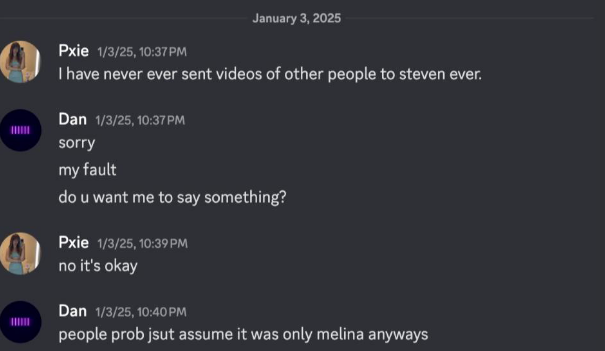 January 3, 2025
Pxie 1/3/25, 10:37 PM
I have never ever sent videos of other people to steven ever.
Dan 1/3/25, 10:37 PM
sorry
my fault
do u want me to say something?
Pxie 1/3/25, 10:39 PM
no it's okay
Dan 1/3/25, 10:40 PM
people prob jsut assume it was only melina anyways